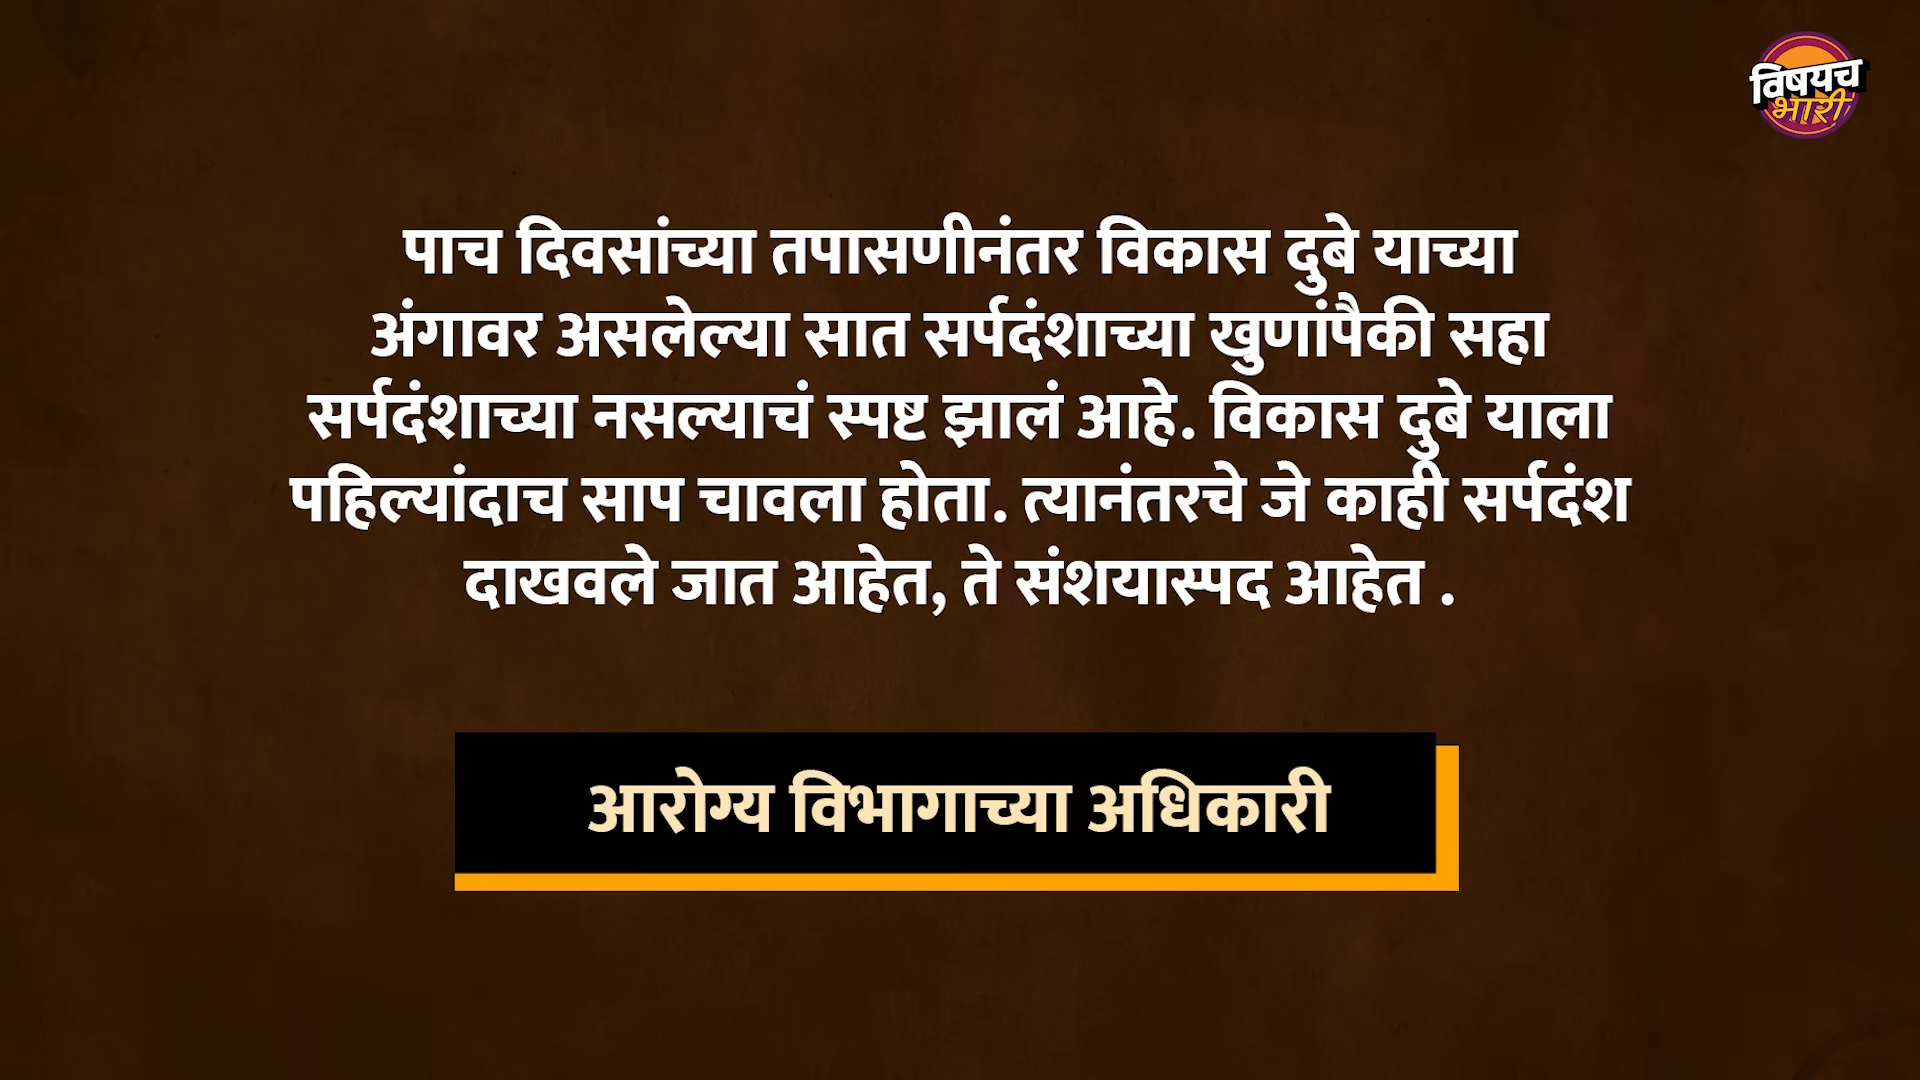 विषयच
भारी
पाच दिवसांच्या तपासणीनंतर विकास दुबे याच्या
अंगावर असलेल्या सात सर्पदंशाच्या खुणांपैकी सहा
सर्पदंशाच्या नसल्याचं स्पष्ट झालं आहे. विकास दुबे याला
पहिल्यांदाच साप चावला होता. त्यानंतरचे जे काही सर्पदंश
दाखवले जात आहेत, ते संशयास्पद आहेत .
आरोग्य विभागाच्या अधिकारी